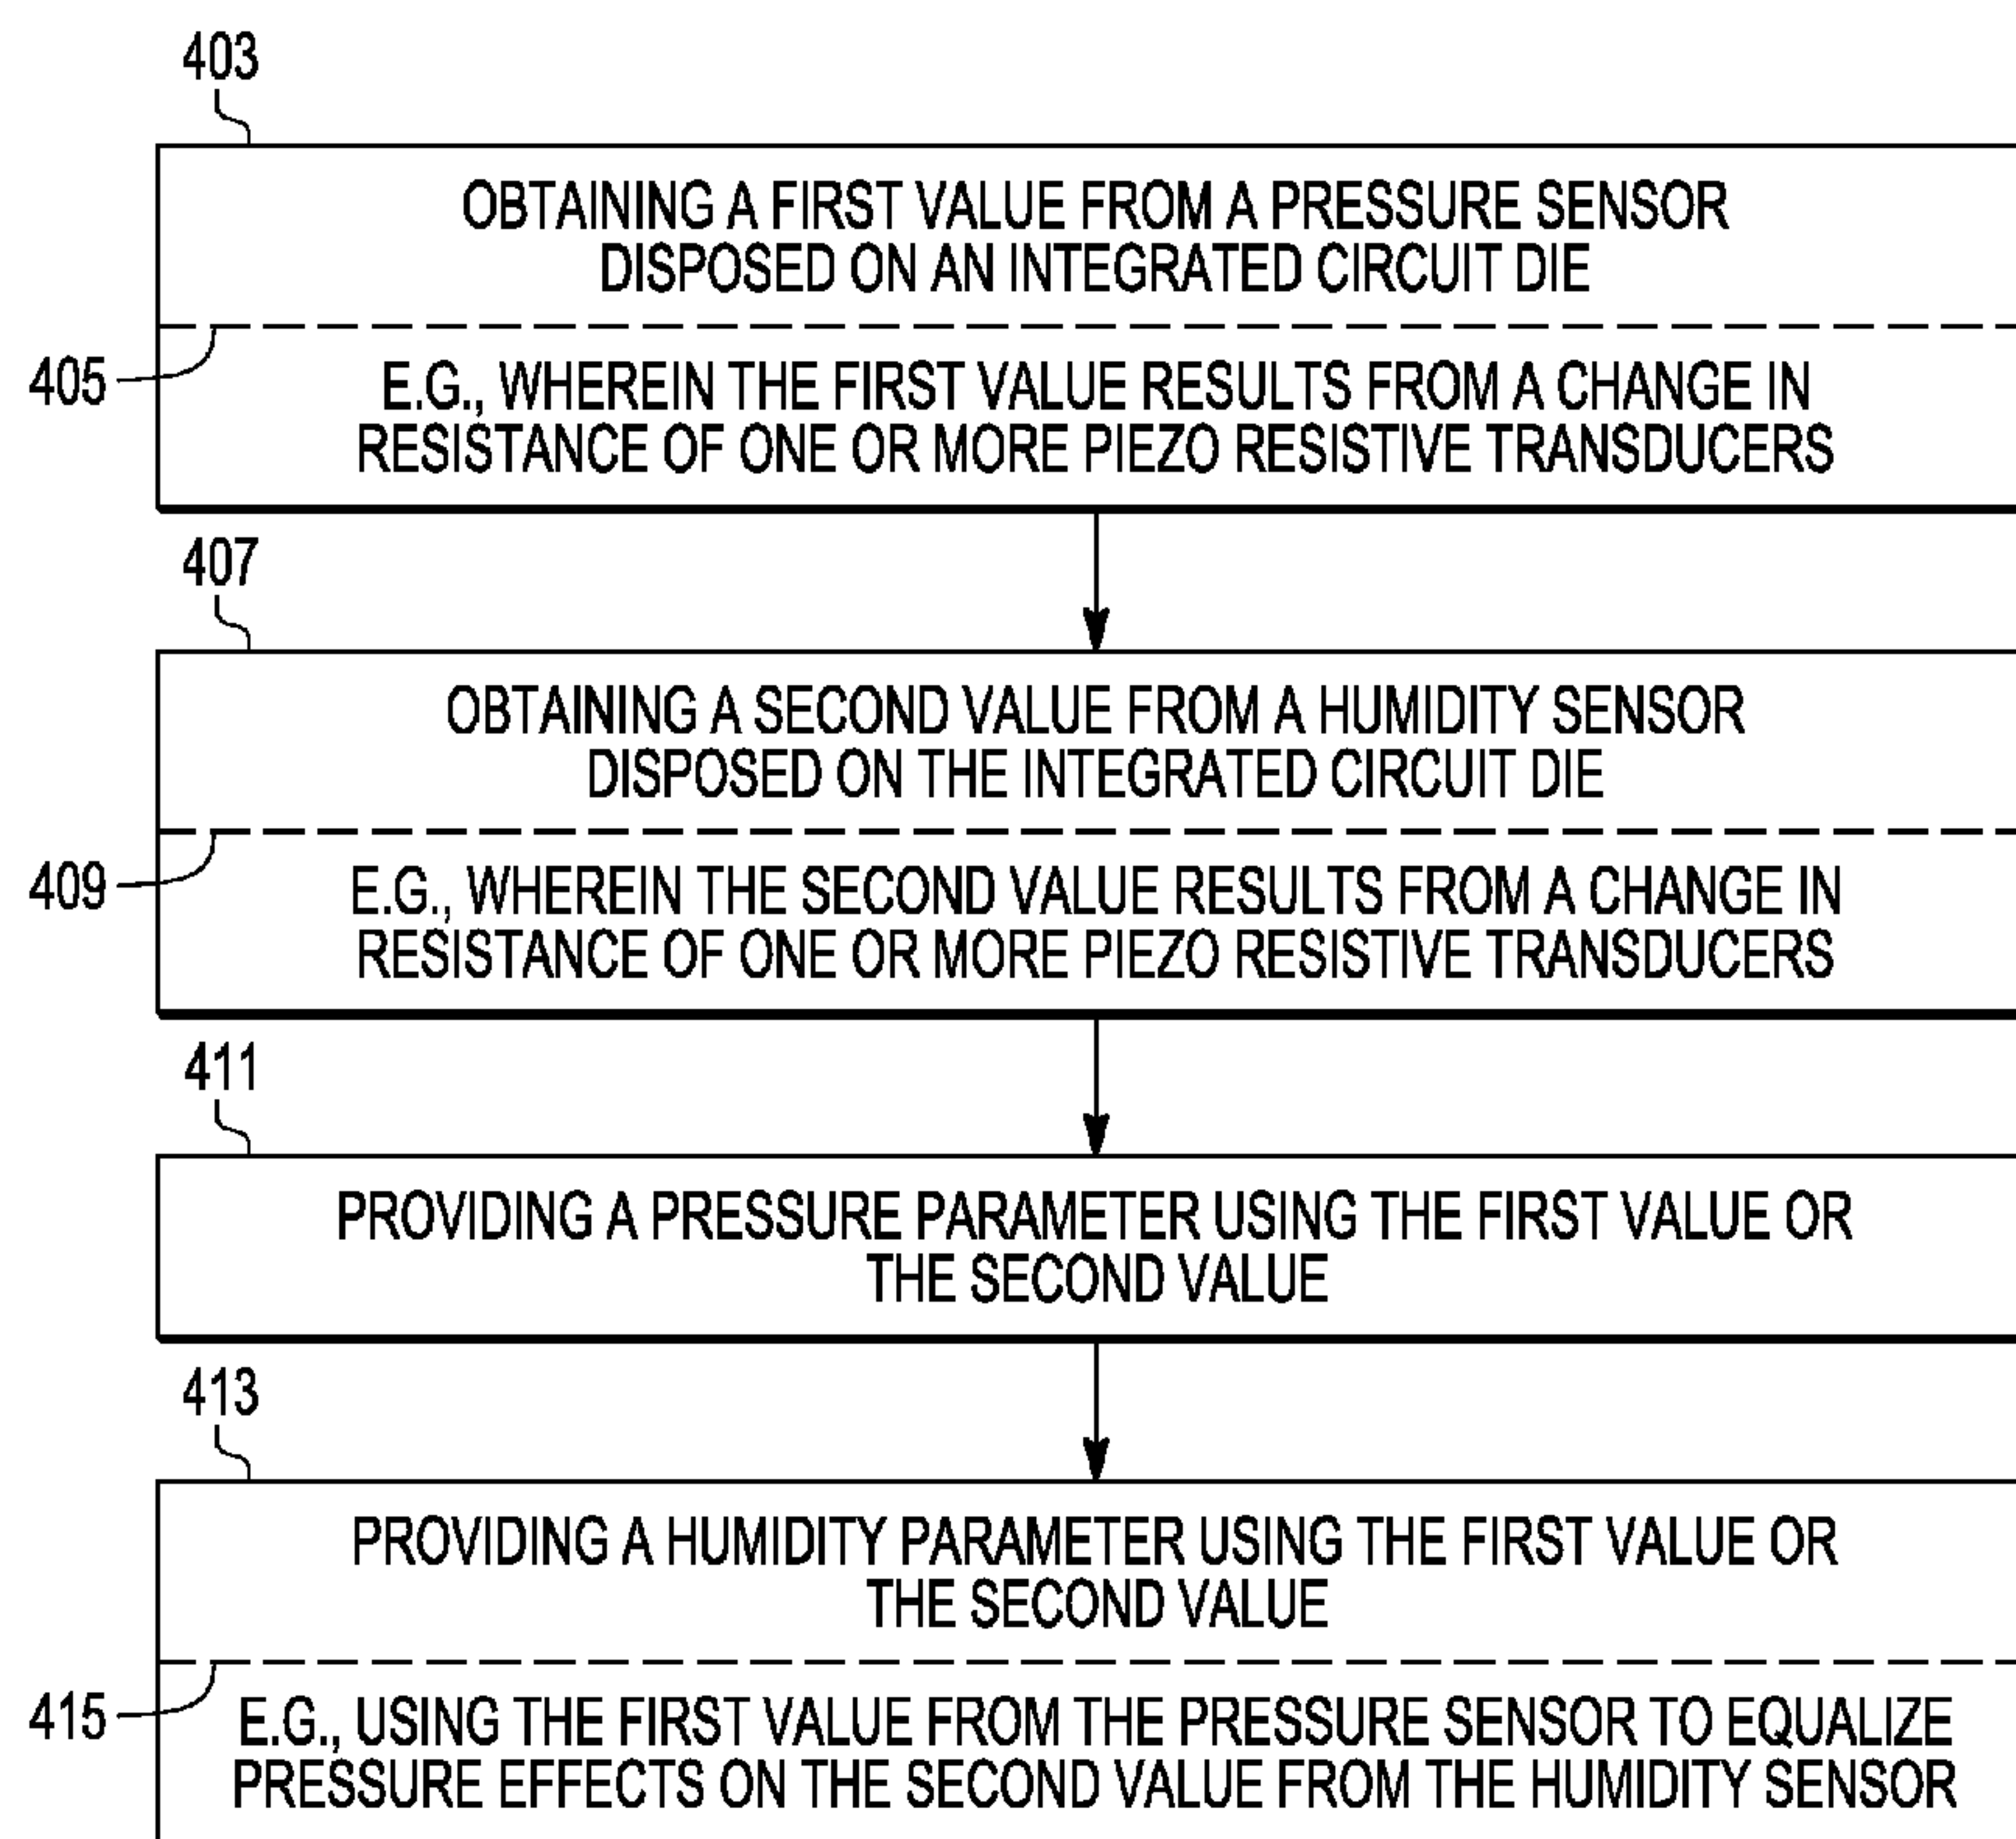 403
OBTAINING A FIRST VALUE FROM A PRESSURE SENSOR
DISPOSED ON AN INTEGRATED CIRCUIT DIE
405
E.G., WHEREIN THE FIRST VALUE RESULTS FROM A CHANGE IN
RESISTANCE OF ONE OR MORE PIEZO RESISTIVE TRANSDUCERS
407
OBTAINING A SECOND VALUE FROM A HUMIDITY SENSOR
DISPOSED ON THE INTEGRATED CIRCUIT DIE
409
E.G., WHEREIN THE SECOND VALUE RESULTS FROM A CHANGE IN
RESISTANCE OF ONE OR MORE PIEZO RESISTIVE TRANSDUCERS
411
PROVIDING A PRESSURE PARAMETER USING THE FIRST VALUE OR
THE SECOND VALUE
413
PROVIDING A HUMIDITY PARAMETER USING THE FIRST VALUE OR
THE SECOND VALUE
415
E.G., USING THE FIRST VALUE FROM THE PRESSURE SENSOR TO EQUALIZE
PRESSURE EFFECTS ON THE SECOND VALUE FROM THE HUMIDITY SENSOR